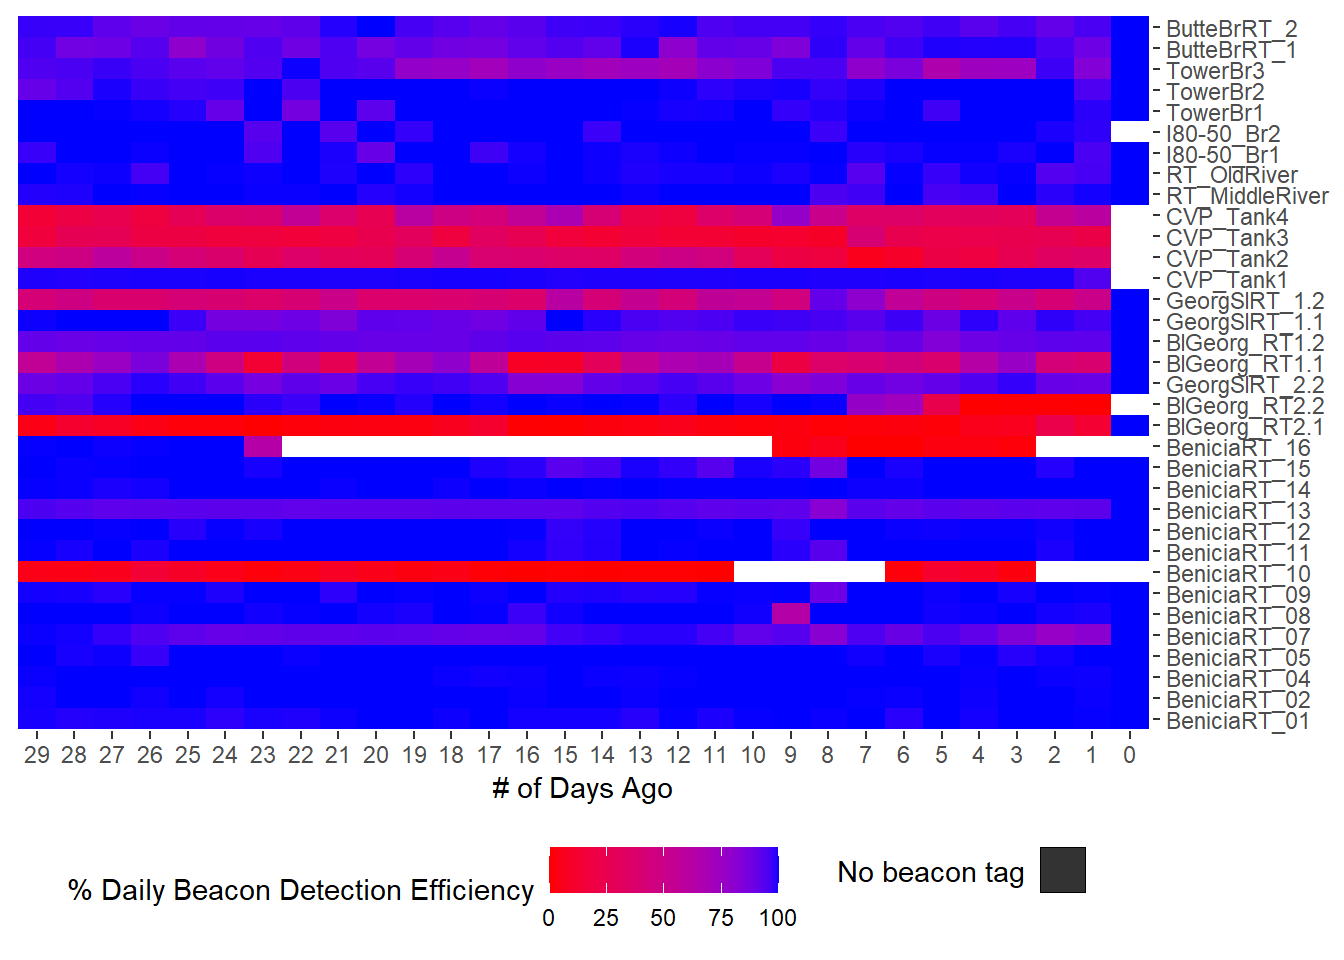 ButteBrRT_2
ButteBrRT_1
TowerBr3
TowerBr2
TowerBr1
I80-50_Br2
I80-50_Br1
RT_OldRiver
RT_MiddleRiver
CVP_Tank4
CVP_Tank3
CVP_Tank2
CVP_Tank1
GeorgSlRT_1.2
GeorgSlRT_1.1
BlGeorg_RT1.2
BlGeorg_RT1.1
GeorgSlRT_2.2
BlGeorg_RT2.2
BlGeorg_RT2.1
BeniciaRT_16
BeniciaRT_15
BeniciaRT_14
BeniciaRT_13
BeniciaRT_12
BeniciaRT_11
BeniciaRT_10
BeniciaRT_09
BeniciaRT_08
BeniciaRT_07
BeniciaRT_05
BeniciaRT_04
BeniciaRT_02
BeniciaRT_01
29 28 27 26 25 24 23 22 21 20 19 18 17 16 15 14 13 12 11 10 9 8 7 6 5 4 3 2 1 0
# of Days Ago
% Daily Beacon Detection Efficiency
0 25 50 75 100
No beacon tag